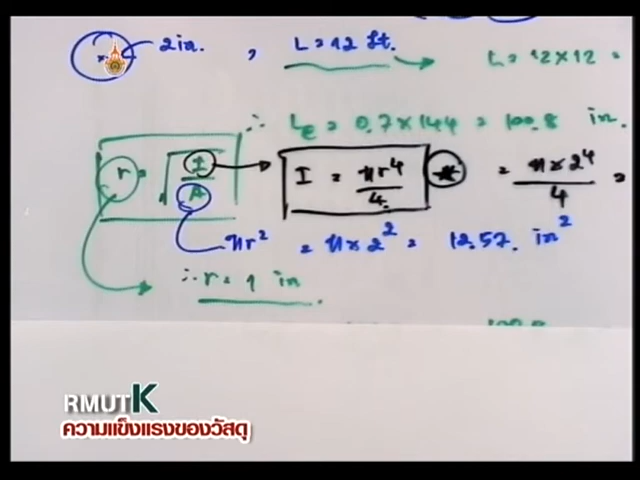 2in. , L = 12 ft. → L = 12 × 12 =
∴ Le = 0.7 × 144 = 100.8 in.
r = √(I/A) → I = πr⁴/4 * = π × 2⁴/4 =
πr² = π × 2² = 12.57. in²
∴ r = 1 in
100.8
RMUTK
ความแข็งแรงของวัสดุ